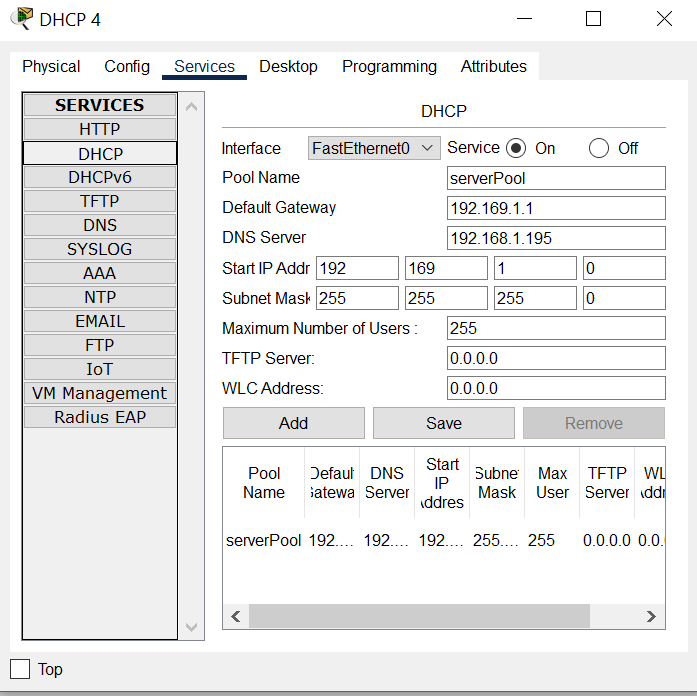 DHCP 4
Physical Config Services Desktop Programming Attributes
SERVICES
HTTP
DHCP
DHCPv6
TFTP
DNS
SYSLOG
AAA
NTP
EMAIL
FTP
IoT
VM Management
Radius EAP
DHCP
Interface FastEthernet0 Service On Off
Pool Name serverPool
Default Gateway 192.169.1.1
DNS Server 192.168.1.195
Start IP Addr 192 169 1 0
Subnet Mask 255 255 255 0
Maximum Number of Users : 255
TFTP Server: 0.0.0.0
WLC Address: 0.0.0.0
Add Save Remove
Pool Name Default Gateway DNS Server Start IP Addres Subnet Mask Max User TFTP Server WL Addr
serverPool 192.... 192.... 192.... 255.... 255 0.0.0.0 0.0.
Top